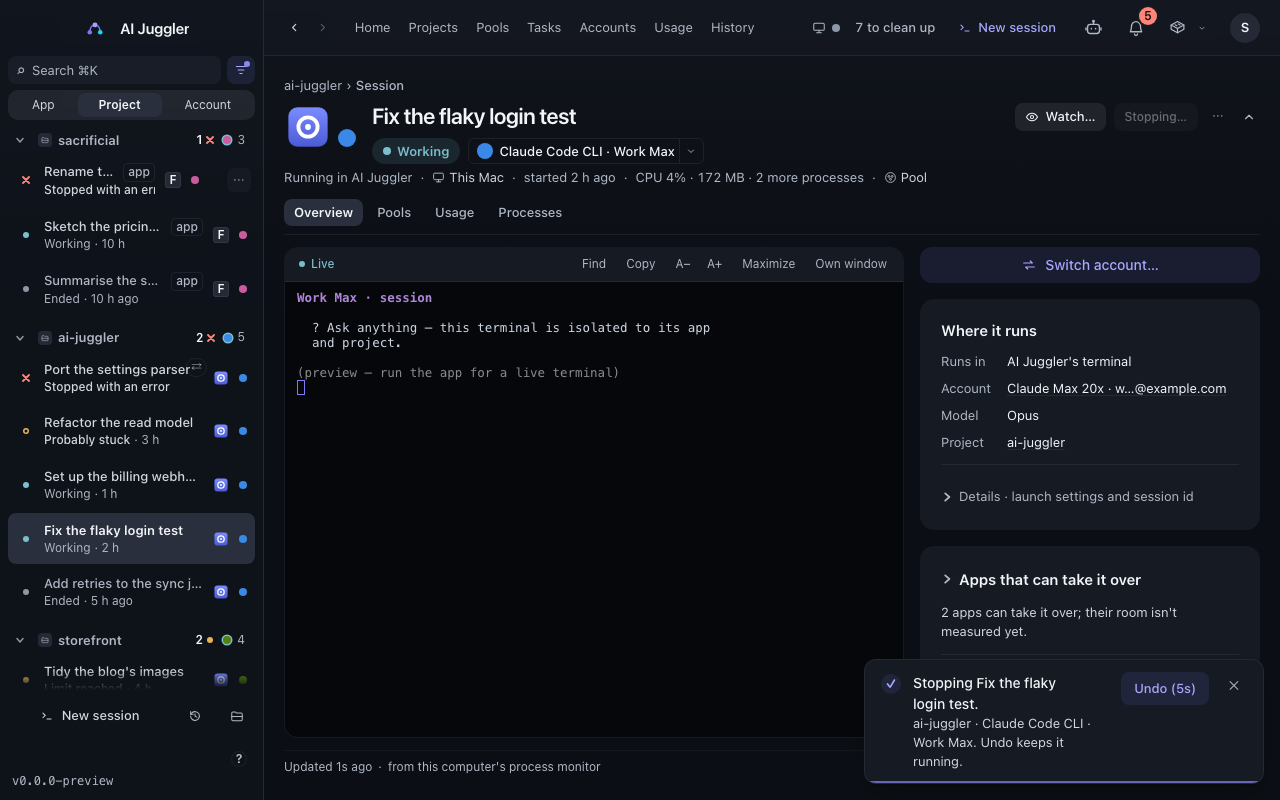 AI Juggler
Search ⌘K
App Project Account
sacrificial 1 3
Rename t... app
Stopped with an err F
Sketch the pricin... app
Working · 10 h F
Summarise the s... app
Ended · 10 h ago F
ai-juggler 2 5
Port the settings parser
Stopped with an error
Refactor the read model
Probably stuck · 3 h
Set up the billing webh...
Working · 1 h
Fix the flaky login test
Working · 2 h
Add retries to the sync j...
Ended · 5 h ago
storefront 2 4
Tidy the blog's images
New session
?
v0.0.0-preview
Home Projects Pools Tasks Accounts Usage History
7 to clean up
New session
5
S
ai-juggler › Session
Fix the flaky login test
Working
Claude Code CLI · Work Max
Watch...
Stopping...
Running in AI Juggler · This Mac · started 2 h ago · CPU 4% · 172 MB · 2 more processes · Pool
Overview Pools Usage Processes
Live
Find Copy A− A+ Maximize Own window
Work Max · session
? Ask anything — this terminal is isolated to its app
and project.
(preview — run the app for a live terminal)
Updated 1s ago · from this computer's process monitor
Switch account...
Where it runs
Runs in AI Juggler's terminal
Account Claude Max 20x · w...@example.com
Model Opus
Project ai-juggler
Details · launch settings and session id
Apps that can take it over
2 apps can take it over; their room isn't
measured yet.
Stopping Fix the flaky
login test.
ai-juggler · Claude Code CLI ·
Work Max. Undo keeps it
running.
Undo (5s)